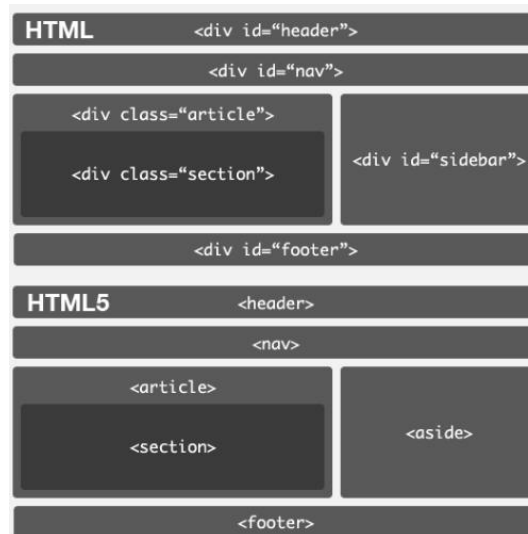 HTML <div id=“header”>
<div id=“nav”>
<div class=“article”>
<div class=“section”>
<div id=“sidebar”>
<div id=“footer”>
HTML5 <header>
<nav>
<article>
<section>
<aside>
<footer>